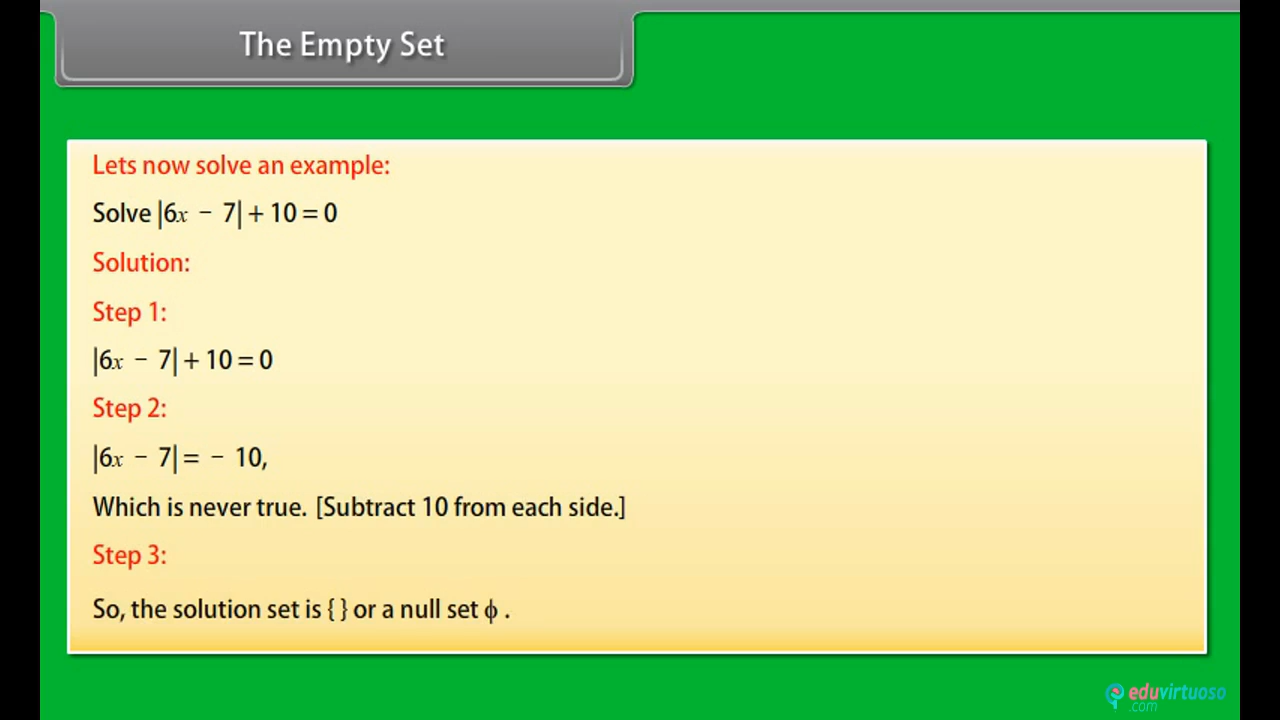 The Empty Set
Lets now solve an example:
Solve |6x − 7| + 10 = 0
Solution:
Step 1:
|6x − 7| + 10 = 0
Step 2:
|6x − 7| = − 10,
Which is never true. [Subtract 10 from each side.]
Step 3:
So, the solution set is { } or a null set ϕ .
eduvirtuoso
.com